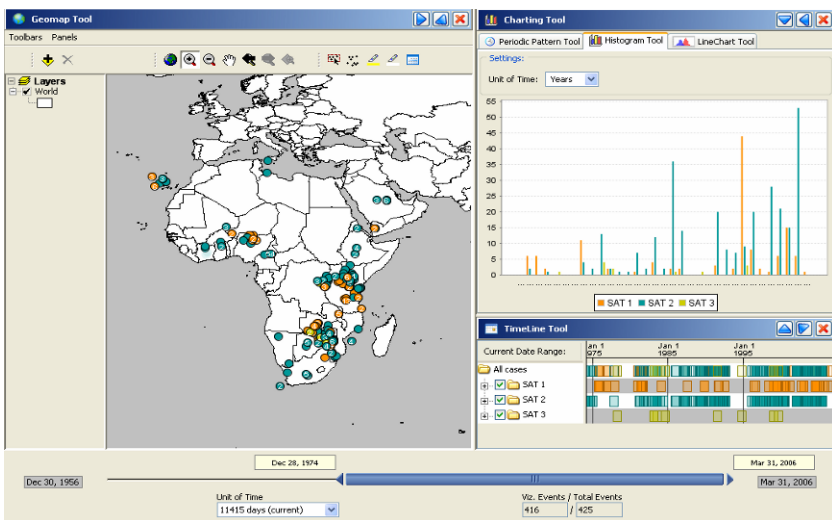 Geomap Tool
Toolbars Panels
Layers
World
Charting Tool
Periodic Pattern Tool Histogram Tool LineChart Tool
Settings:
Unit of Time: Years
55
50
45
40
35
30
25
20
15
10
5
0
SAT 1 SAT 2 SAT 3
TimeLine Tool
Current Date Range:
an 1 Jan 1 Jan 1
975 1985 1995
All cases
SAT 1
SAT 2
SAT 3
Dec 28, 1974 Mar 31, 2006
Dec 30, 1956 Mar 31, 2006
Unit of Time Viz. Events / Total Events
11415 days (current) 416 / 425